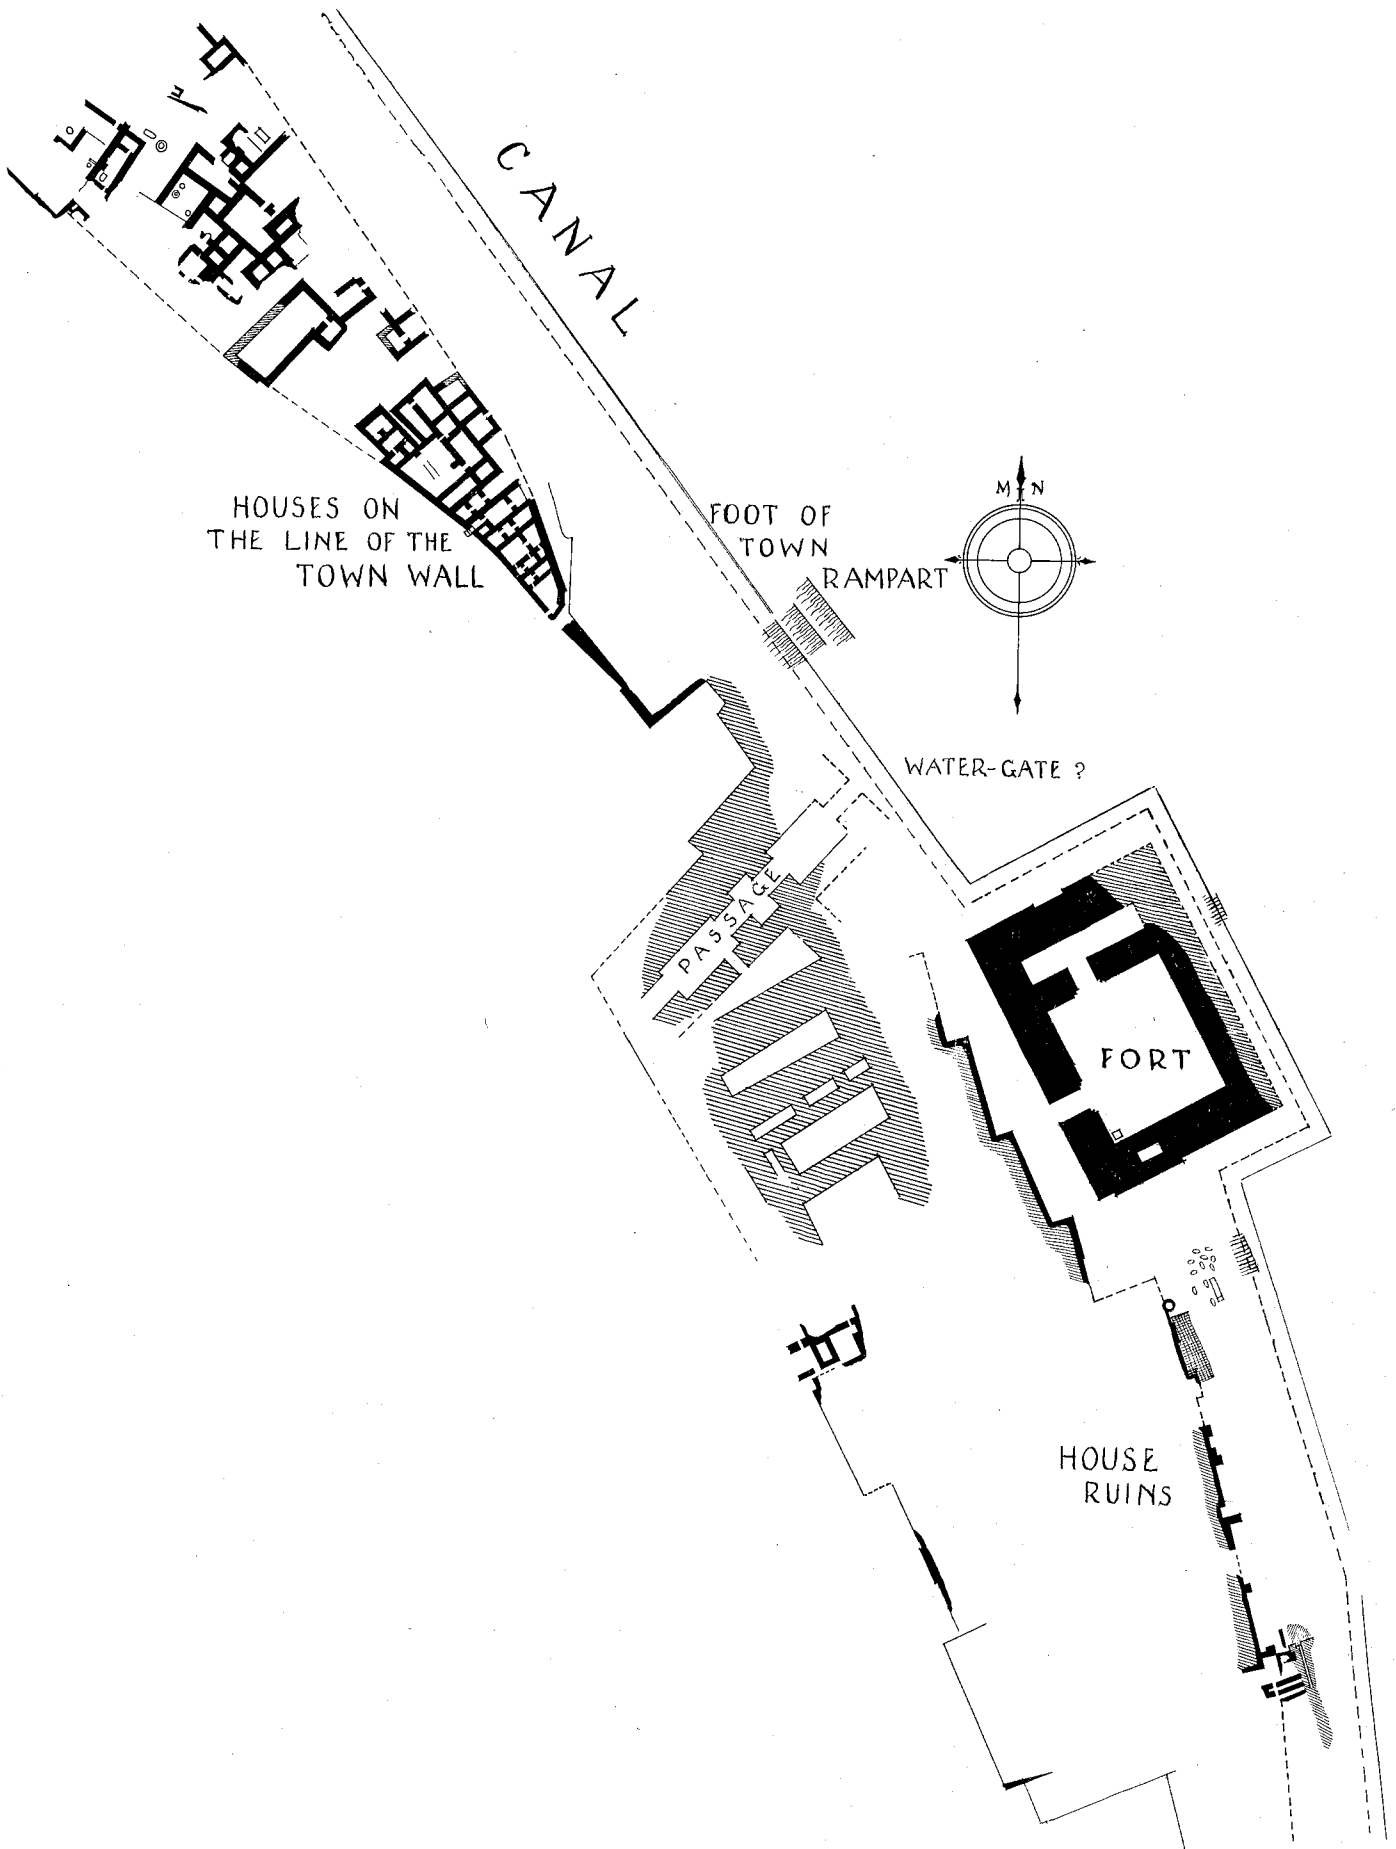 CANAL
HOUSES ON
THE LINE OF THE
TOWN WALL
FOOT OF
TOWN
RAMPART
M N
WATER-GATE ?
PASSAGE
FORT
HOUSE
RUINS